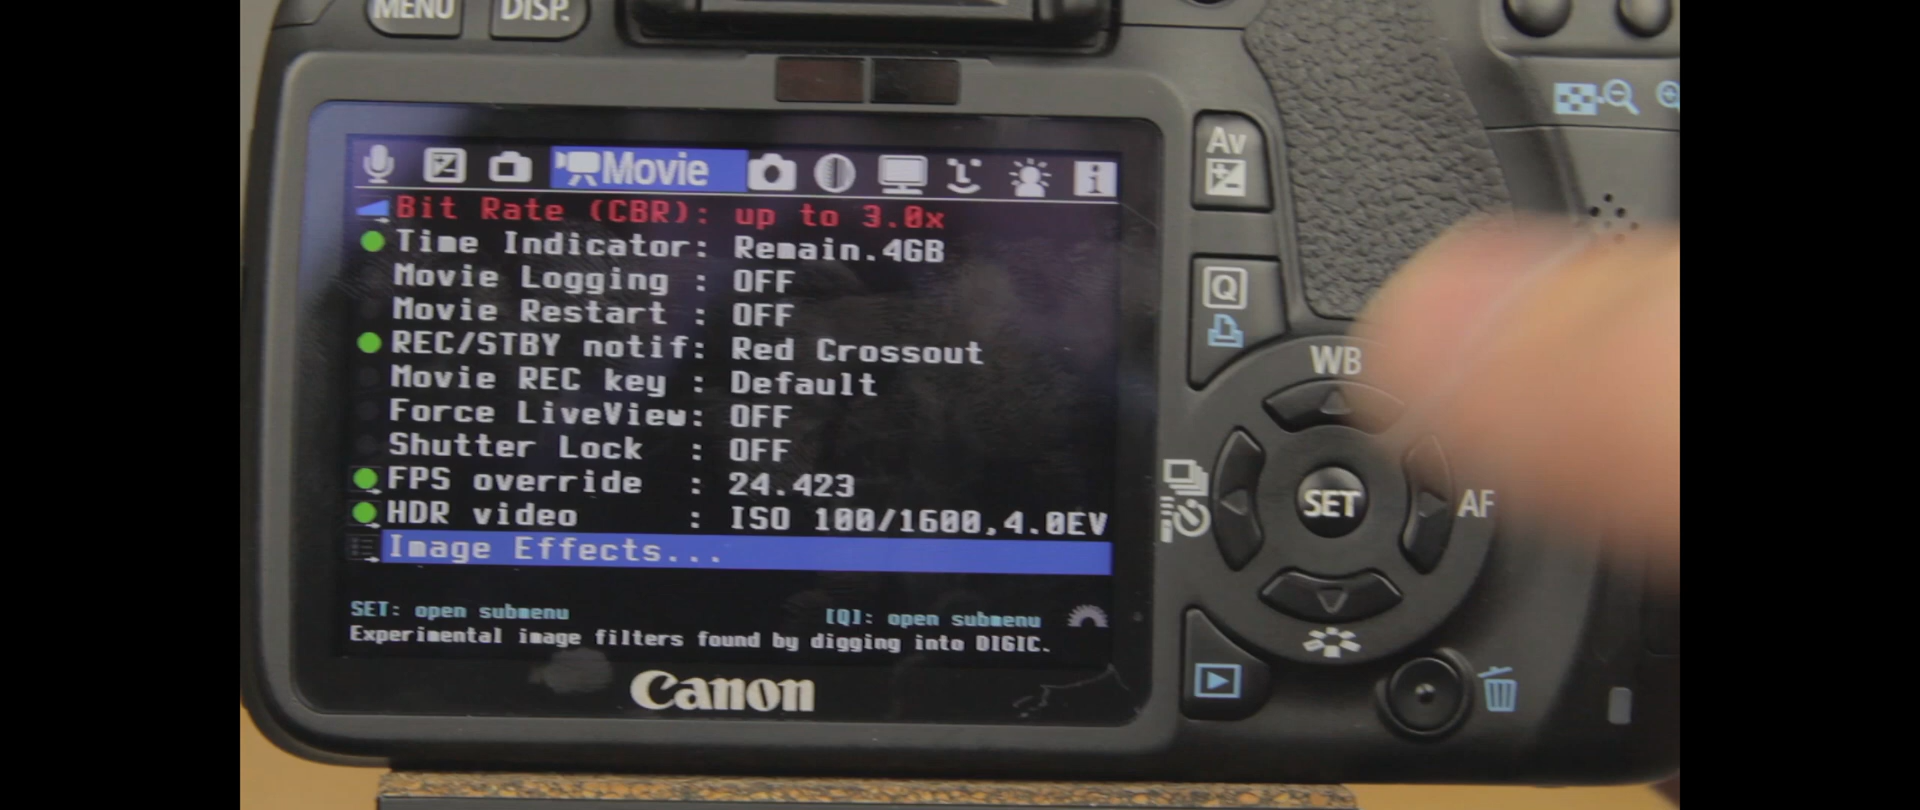 MENU
DISP.
Movie
Bit Rate (CBR): up to 3.0x
Time Indicator: Remain.4GB
Movie Logging : OFF
Movie Restart : OFF
REC/STBY notif: Red Crossout
Movie REC key : Default
Force LiveView: OFF
Shutter Lock : OFF
FPS override : 24.423
HDR video : ISO 100/1600,4.0EV
Image Effects...
SET: open submenu
[Q]: open submenu
Experimental image filters found by digging into DIGIC.
Canon
Av
Q
WB
SET
AF